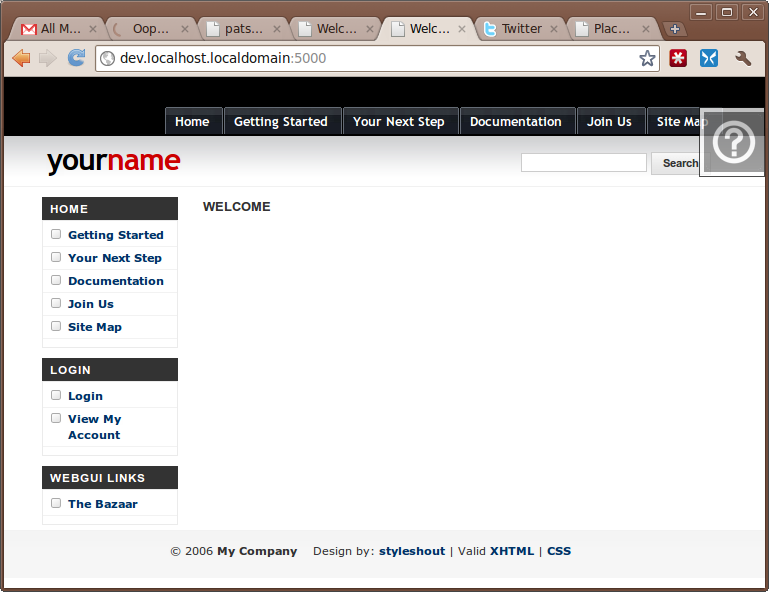 All M...
Oop...
pats...
Welc...
Welc...
Twitter
Plac...
dev.localhost.localdomain:5000
Home
Getting Started
Your Next Step
Documentation
Join Us
Site Map
yourname
Search
HOME
Getting Started
Your Next Step
Documentation
Join Us
Site Map
WELCOME
LOGIN
Login
View My
Account
WEBGUI LINKS
The Bazaar
© 2006 My Company Design by: styleshout | Valid XHTML | CSS